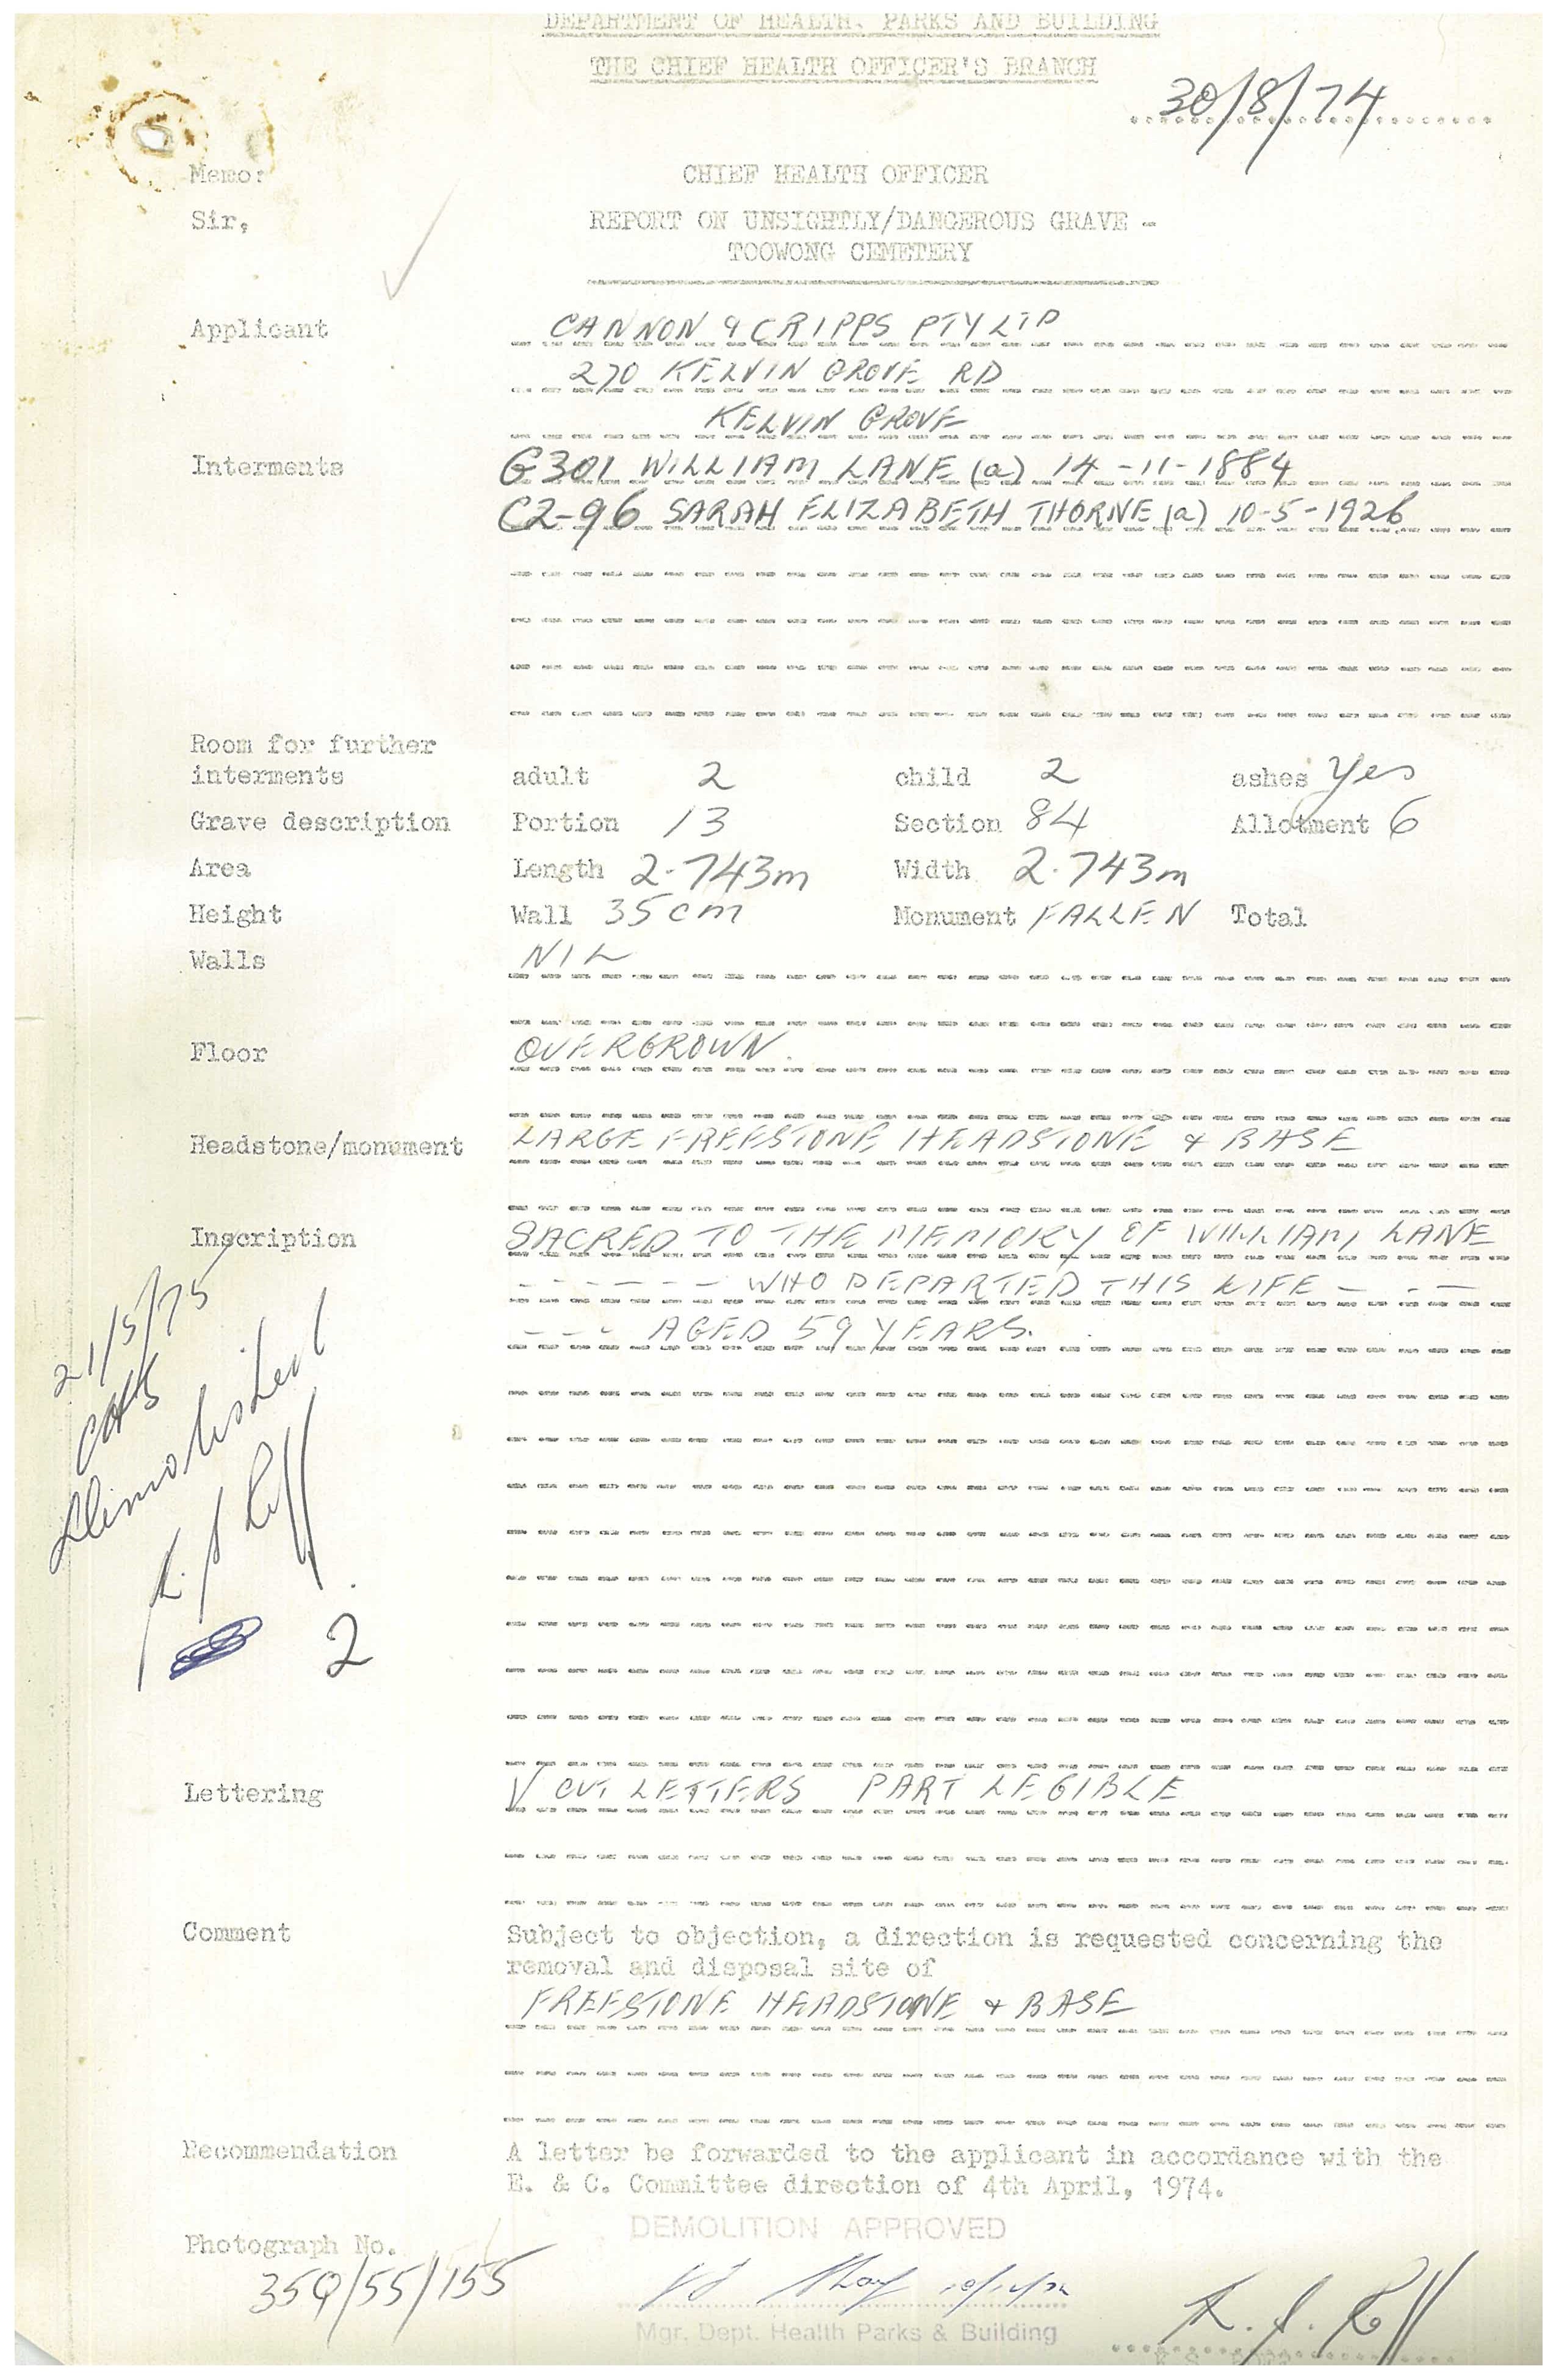 DEPARTMENT OF HEALTH, PARKS AND BUILDING
THE CHIEF HEALTH OFFICER'S BRANCH
30/8/74
Memo:
CHIEF HEALTH OFFICER
Sir,
REPORT ON UNSIGHTLY/DANGEROUS GRAVE -
TOOWONG CEMETERY
Applicant CANNON & CRIPPS PTY LTD
270 KELVIN GROVE RD
KELVIN GROVE
Interments G301 WILLIAM LANE (a) 14-11-1884
C2-96 SARAH ELIZABETH THORNE (a) 10-5-1926
Room for further
interments adult 2 child 2 ashes Yes
Grave description Portion 13 Section 84 Allotment 6
Area Length 2.743m Width 2.743m
Height Wall 35cm Monument FALLEN Total
Walls NIL
Floor OVERGROWN.
Headstone/monument LARGE FREESTONE HEADSTONE & BASE
Inscription SACRED TO THE MEMORY OF WILLIAM LANE
- - - - - - - WHO DEPARTED THIS LIFE - - -
- - - AGED 59 YEARS.
21/5/75
demolished
2
Lettering V CUT LETTERS PART LEGIBLE
Comment Subject to objection, a direction is requested concerning the
removal and disposal site of
FREESTONE HEADSTONE & BASE
Recommendation A letter be forwarded to the applicant in accordance with the
E. & C. Committee direction of 4th April, 1974.
DEMOLITION APPROVED
Photograph No.
35Q/55/155
Mgr. Dept. Health Parks & Building